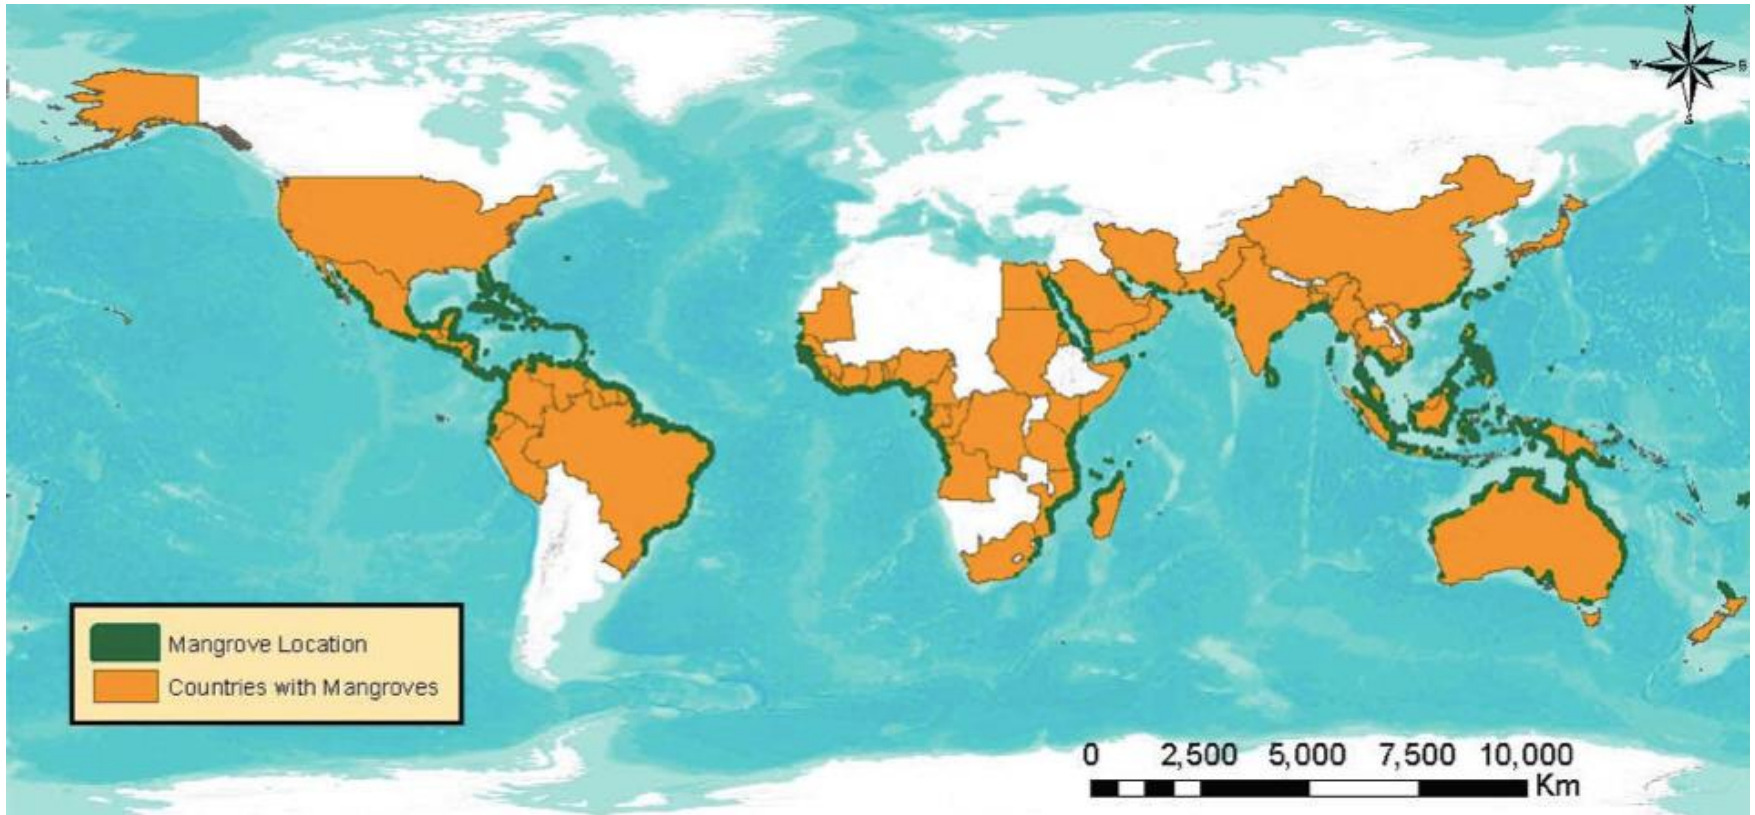 N
W E
S
Mangrove Location
Countries with Mangroves
0 2,500 5,000 7,500 10,000
Km